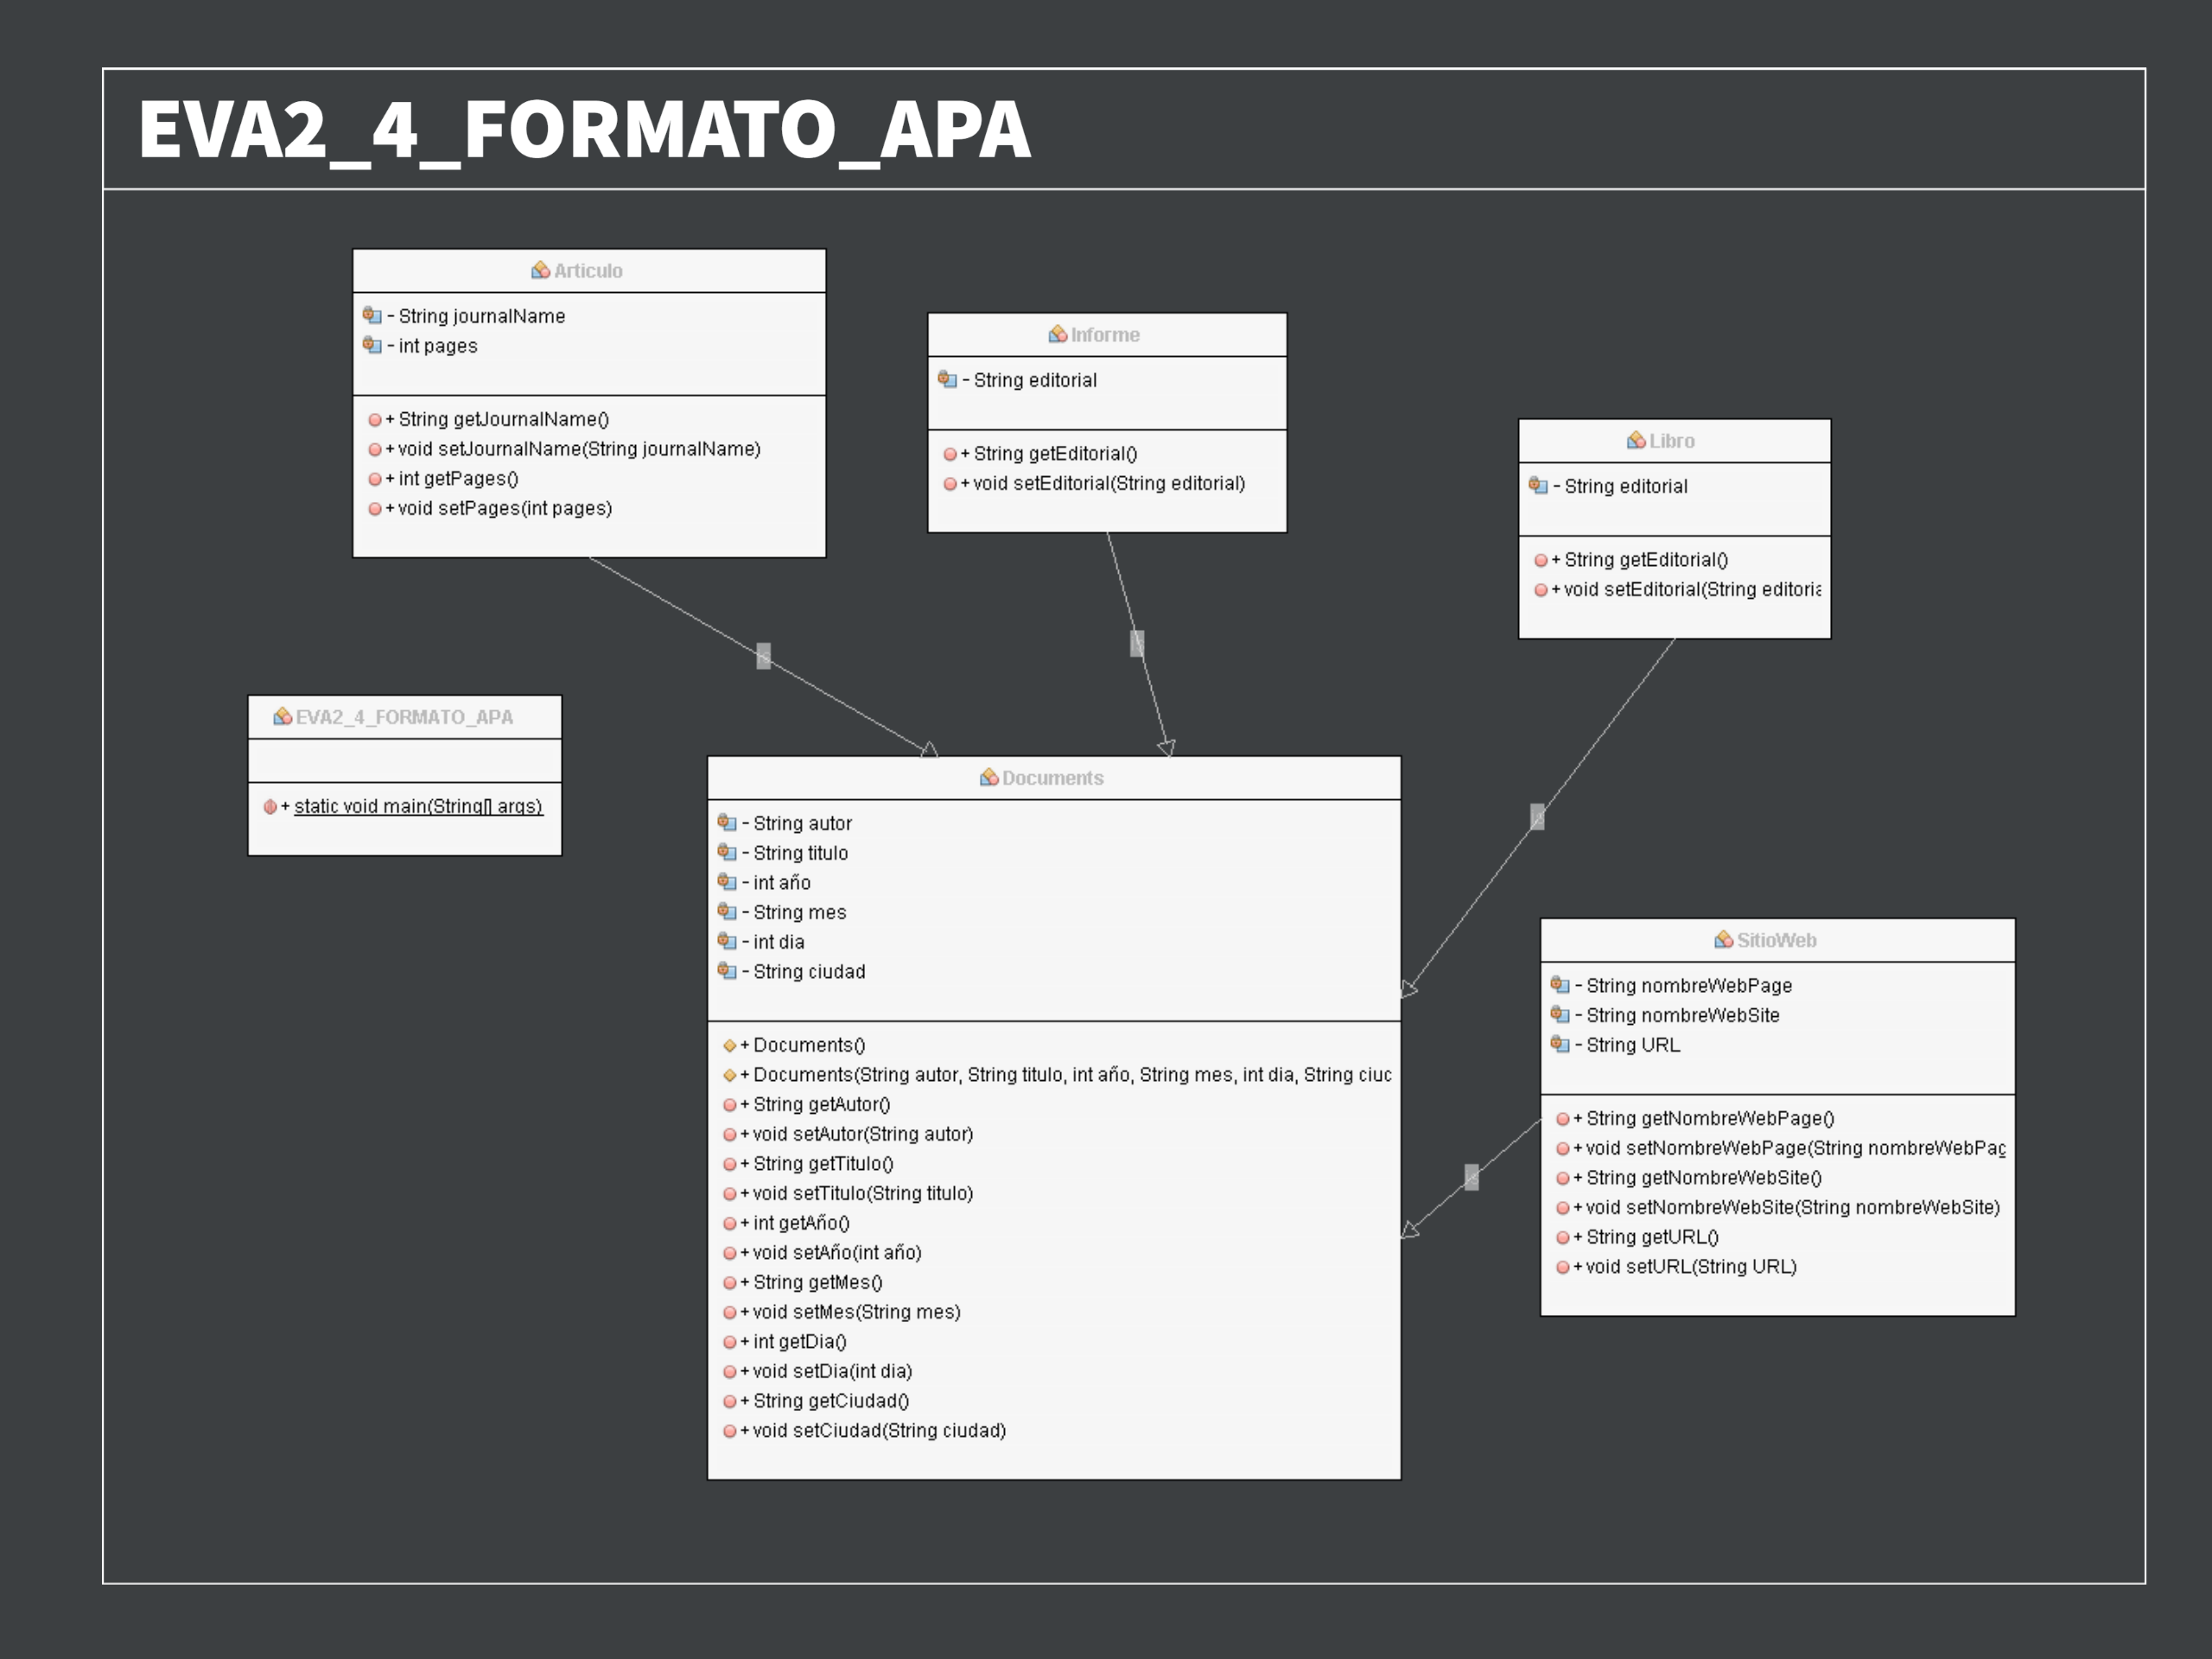 EVA2_4_FORMATO_APA
Articulo
- String journalName
- int pages
+ String getJournalName()
+ void setJournalName(String journalName)
+ int getPages()
+ void setPages(int pages)
Informe
- String editorial
+ String getEditorial()
+ void setEditorial(String editorial)
Libro
- String editorial
+ String getEditorial()
+ void setEditorial(String editoria
EVA2_4_FORMATO_APA
+ static void main(String[] args)
Documents
- String autor
- String titulo
- int año
- String mes
- int dia
- String ciudad
+ Documents()
+ Documents(String autor, String titulo, int año, String mes, int dia, String ciuc
+ String getAutor()
+ void setAutor(String autor)
+ String getTitulo()
+ void setTitulo(String titulo)
+ int getAño()
+ void setAño(int año)
+ String getMes()
+ void setMes(String mes)
+ int getDia()
+ void setDia(int dia)
+ String getCiudad()
+ void setCiudad(String ciudad)
SitioWeb
- String nombreWebPage
- String nombreWebSite
- String URL
+ String getNombreWebPage()
+ void setNombreWebPage(String nombreWebPag
+ String getNombreWebSite()
+ void setNombreWebSite(String nombreWebSite)
+ String getURL()
+ void setURL(String URL)